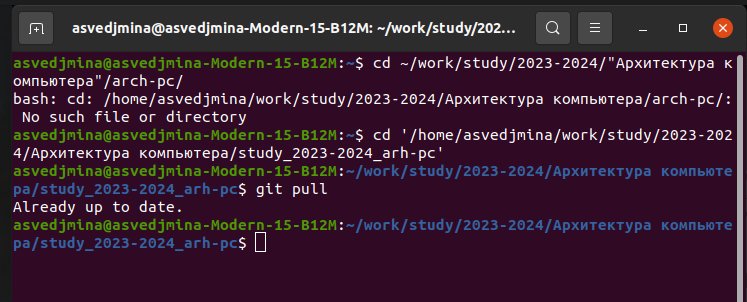 asvedjmina@asvedjmina-Modern-15-B12M: ~/work/study/202...
asvedjmina@asvedjmina-Modern-15-B12M:~$ cd ~/work/study/2023-2024/"Архитектура к
омпьютера"/arch-pc/
bash: cd: /home/asvedjmina/work/study/2023-2024/Архитектура компьютера/arch-pc/:
 No such file or directory
asvedjmina@asvedjmina-Modern-15-B12M:~$ cd '/home/asvedjmina/work/study/2023-202
4/Архитектура компьютера/study_2023-2024_arh-pc'
asvedjmina@asvedjmina-Modern-15-B12M:~/work/study/2023-2024/Архитектура компьюте
ра/study_2023-2024_arh-pc$ git pull
Already up to date.
asvedjmina@asvedjmina-Modern-15-B12M:~/work/study/2023-2024/Архитектура компьюте
ра/study_2023-2024_arh-pc$